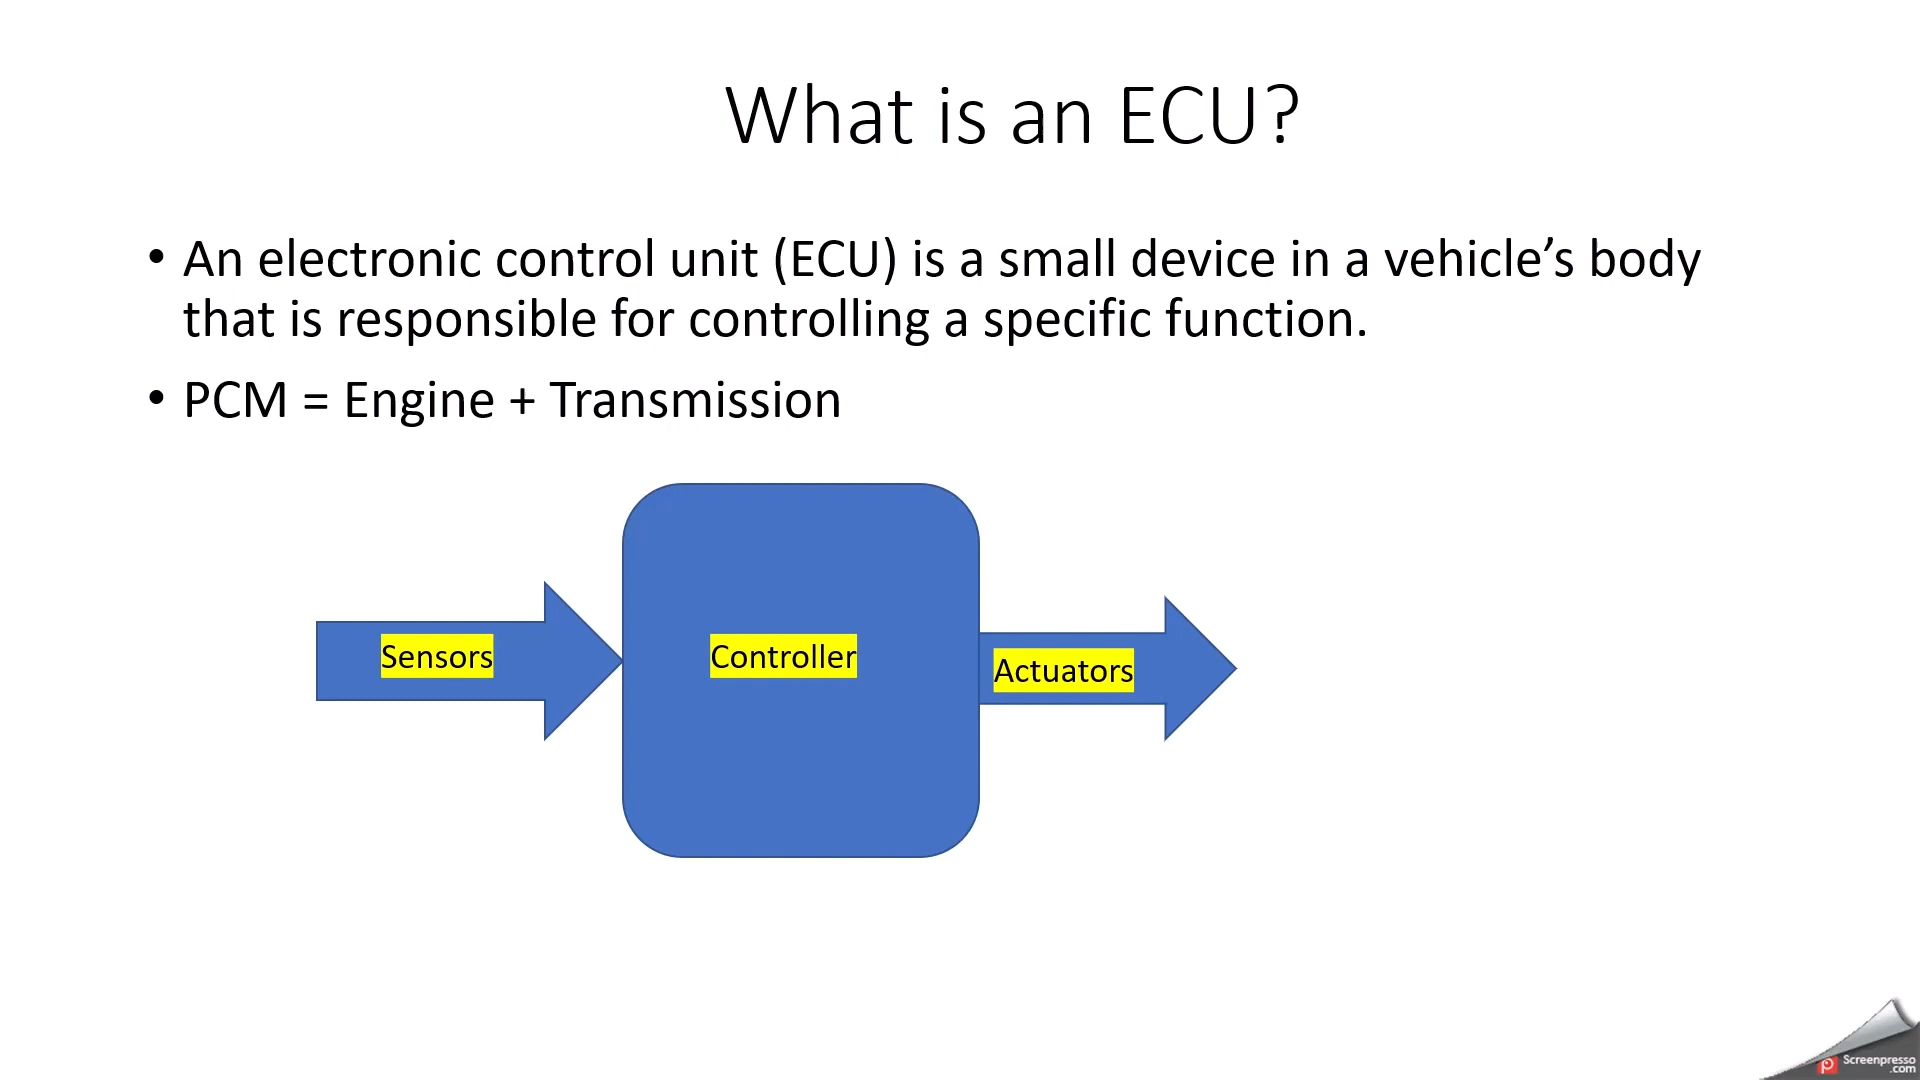 What is an ECU?
• An electronic control unit (ECU) is a small device in a vehicle’s body
that is responsible for controlling a specific function.
• PCM = Engine + Transmission
Sensors
Controller
Actuators
Screenpresso
.com